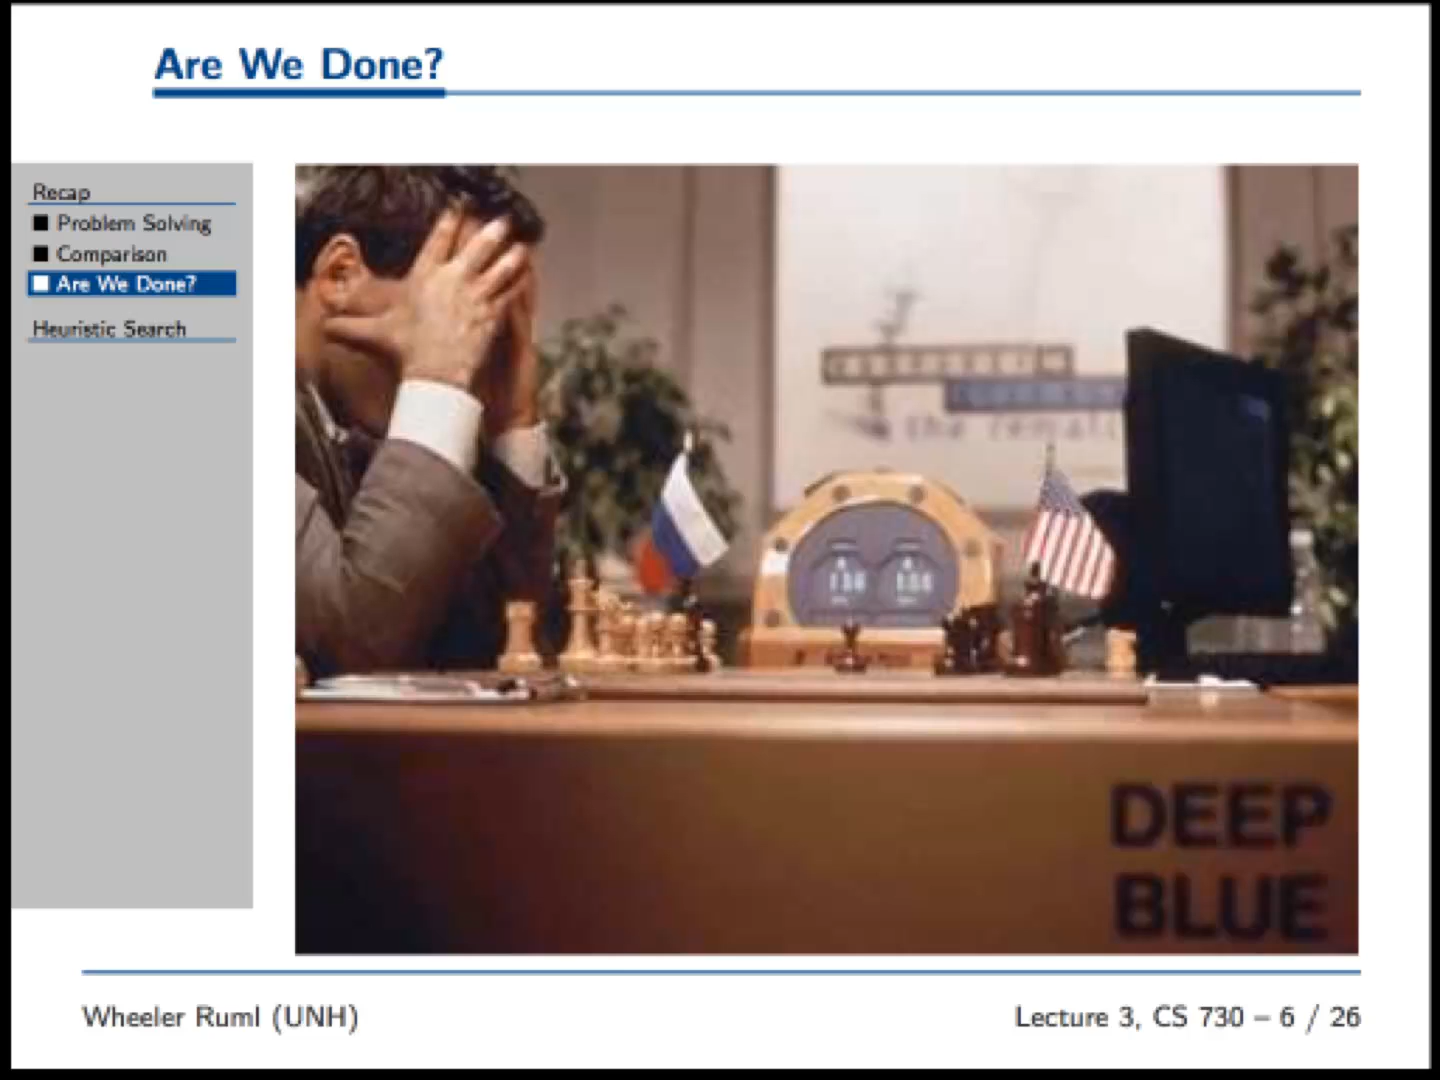 Are We Done?
Recap
Problem Solving
Comparison
Are We Done?
Heuristic Search
the
DEEP
BLUE
Wheeler Ruml (UNH)
Lecture 3, CS 730 – 6 / 26